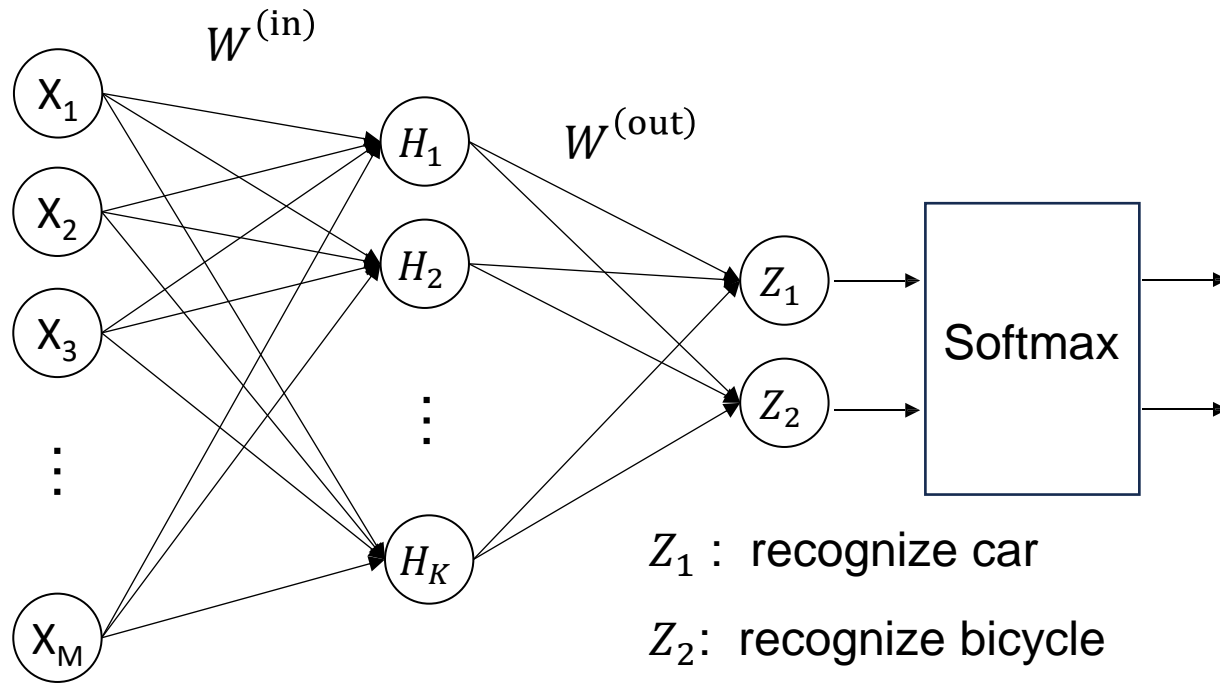 W^(in)
W^(out)
X_1
X_2
X_3
⋮
X_M
H_1
H_2
⋮
H_K
Z_1
Z_2
Softmax
Z_1 : recognize car
Z_2: recognize bicycle